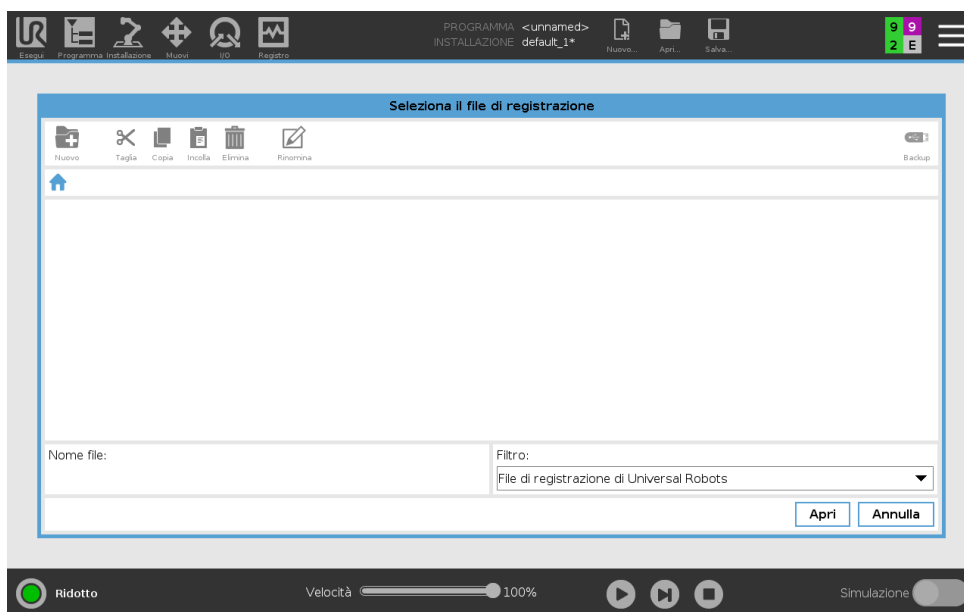 PROGRAMMA <unnamed>
INSTALLAZIONE default_1*
UR
Esegui Programma Installazione Muovi I/O Registro
Nuovo... Apri... Salva...
9 9
2 E
Seleziona il file di registrazione
Nuovo Taglia Copia Incolla Elimina Rinomina Backup
Nome file:
Filtro:
File di registrazione di Universal Robots
Apri Annulla
Ridotto Velocità 100% Simulazione